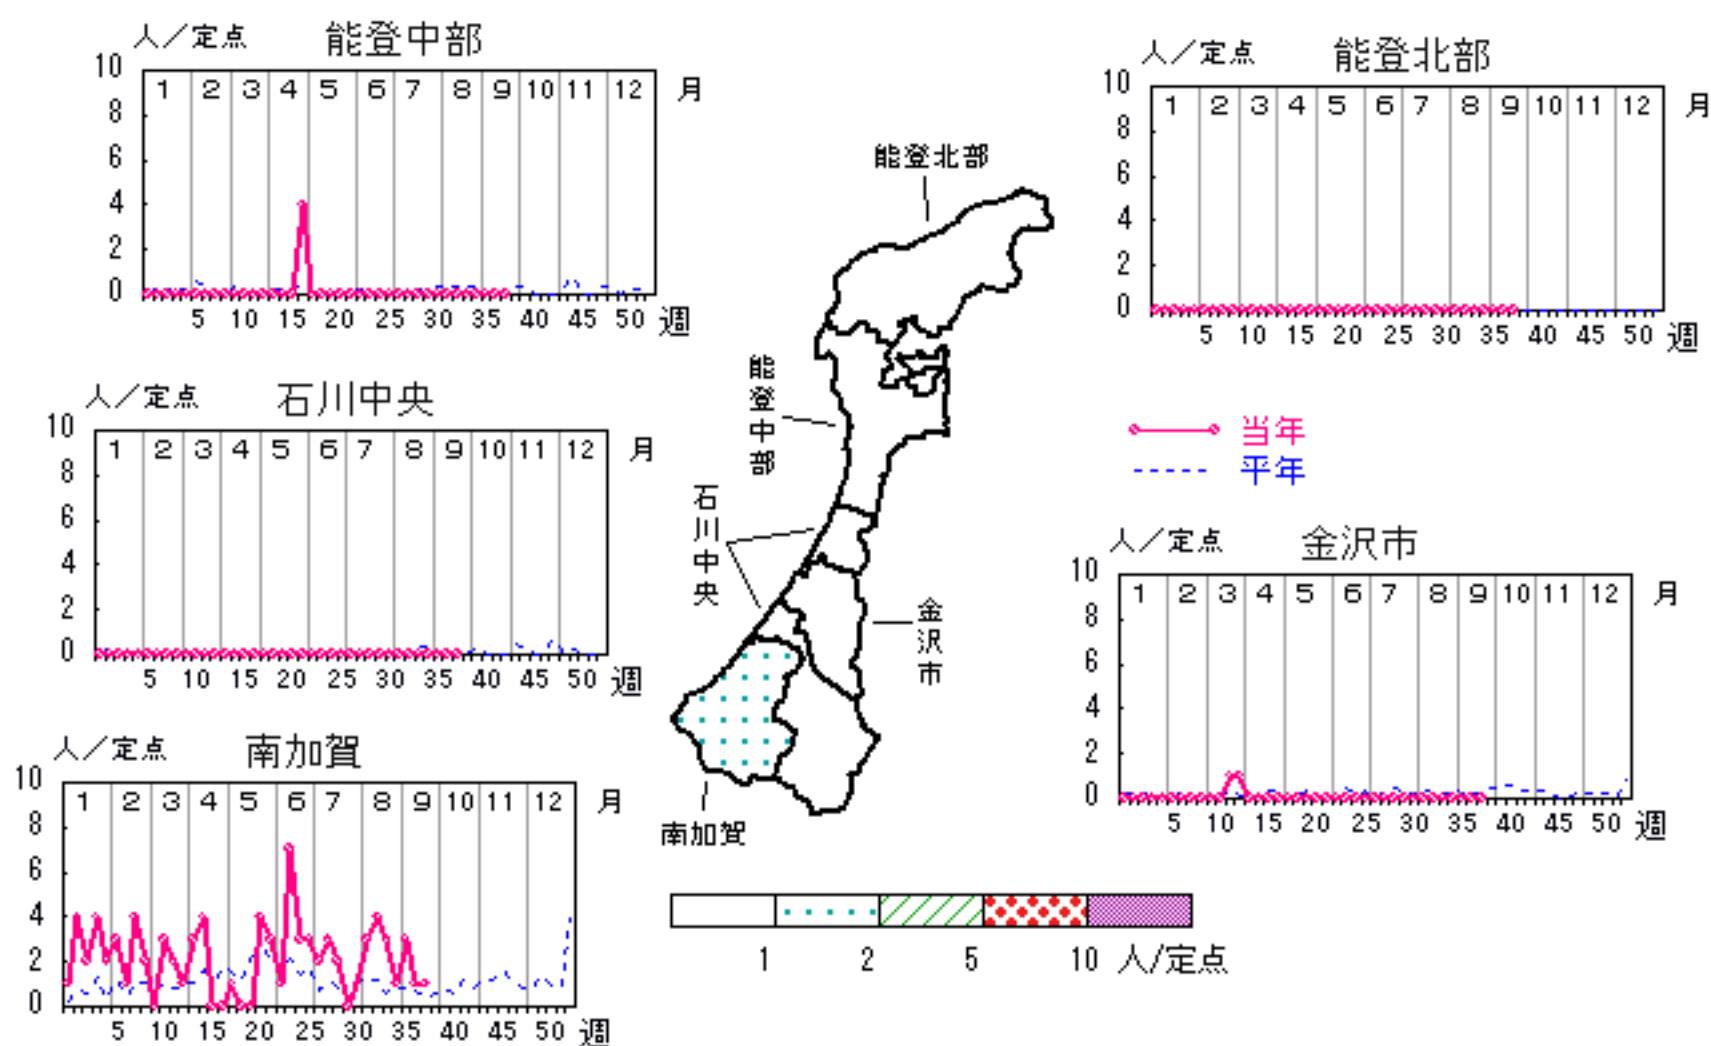 人／定点 能登中部
10 8 6 4 2 0
1 2 3 4 5 6 7 8 9 10 11 12 月
5 10 15 20 25 30 35 40 45 50 週
人／定点 能登北部
10 8 6 4 2 0
1 2 3 4 5 6 7 8 9 10 11 12 月
5 10 15 20 25 30 35 40 45 50 週
人／定点 石川中央
10 8 6 4 2 0
1 2 3 4 5 6 7 8 9 10 11 12 月
5 10 15 20 25 30 35 40 45 50 週
当年
平年
人／定点 金沢市
10 8 6 4 2 0
1 2 3 4 5 6 7 8 9 10 11 12 月
5 10 15 20 25 30 35 40 45 50 週
人／定点 南加賀
10 8 6 4 2 0
1 2 3 4 5 6 7 8 9 10 11 12 月
5 10 15 20 25 30 35 40 45 50 週
能登北部
能登中部
石川中央
金沢市
南加賀
1 2 5 10 人/定点